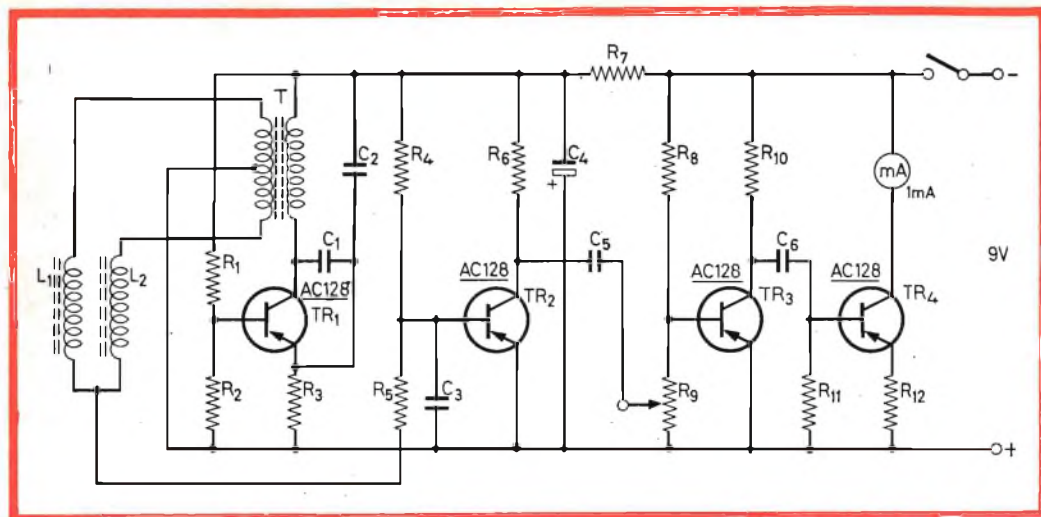 R7
T
C2
R4
R6
C4
+
R8
R10
mA
1mA
-
9V
L1
L2
R1
C1
AC128
TR1
AC128
TR2
C5
AC128
TR3
C6
AC128
TR4
R2
R3
R5
C3
R9
R11
R12
+